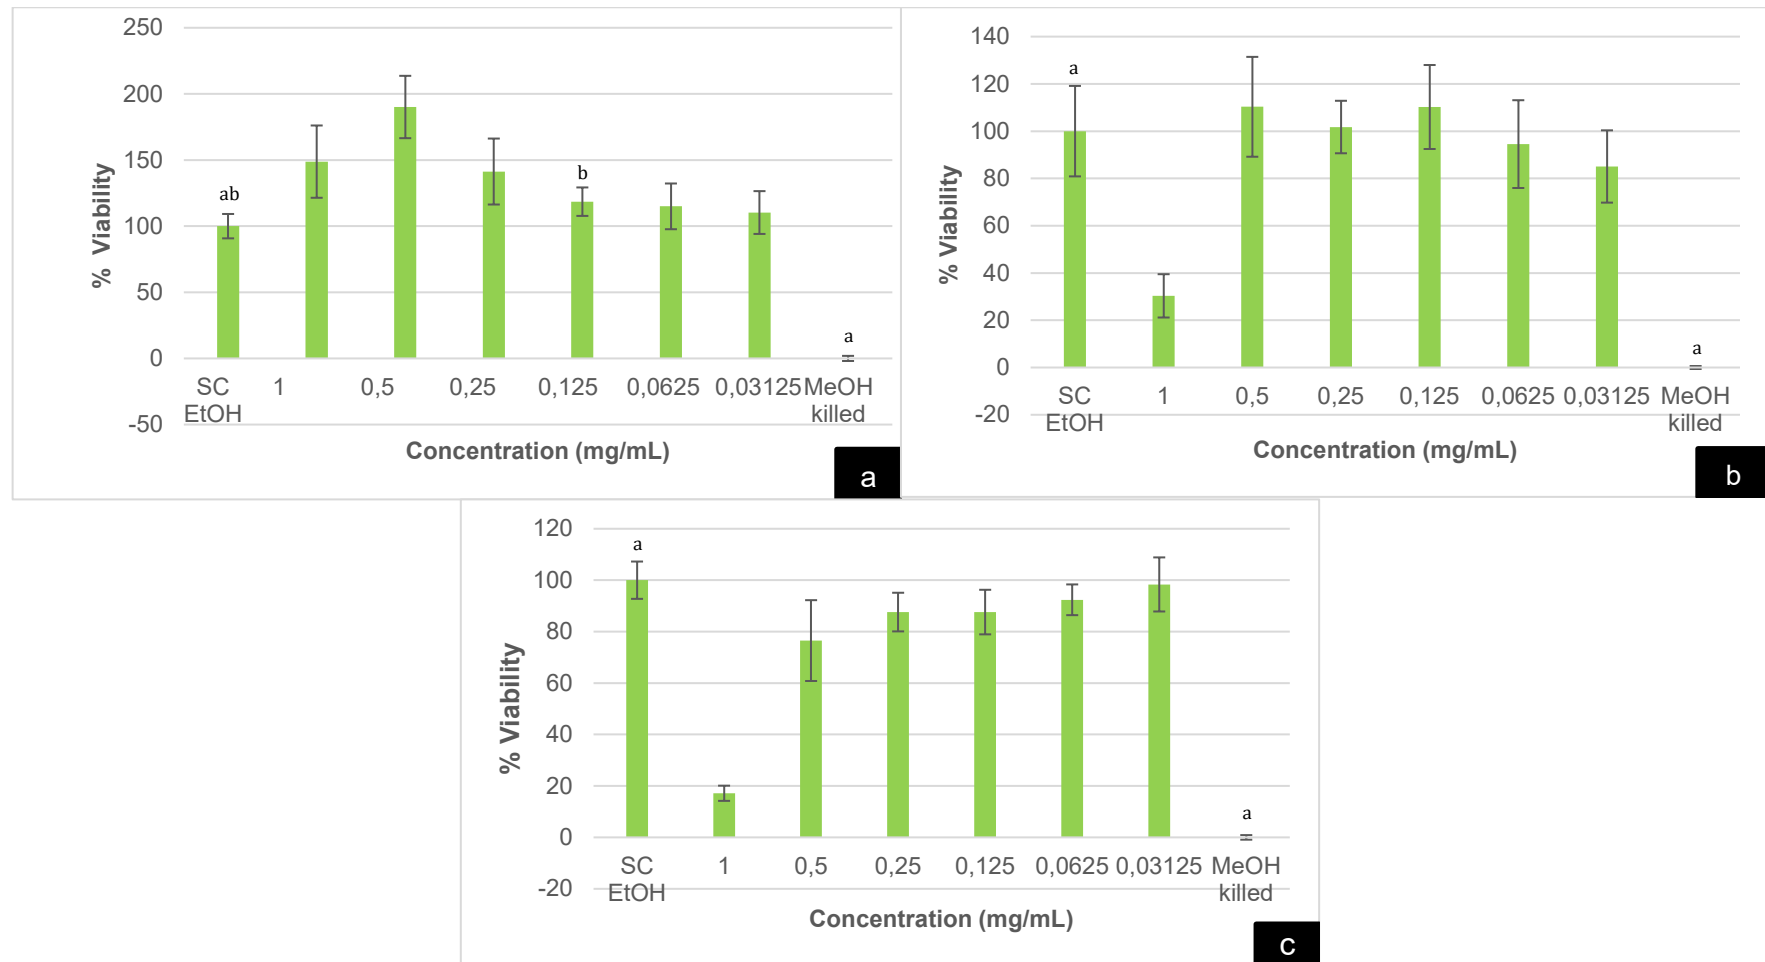 250
200
150
100
50
0
-50
% Viability
ab
b
a
SC EtOH 1 0,5 0,25 0,125 0,0625 0,03125 MeOH killed
Concentration (mg/mL)
a
140
120
100
80
60
40
20
0
-20
% Viability
a
a
SC EtOH 1 0,5 0,25 0,125 0,0625 0,03125 MeOH killed
Concentration (mg/mL)
b
120
100
80
60
40
20
0
-20
% Viability
a
a
SC EtOH 1 0,5 0,25 0,125 0,0625 0,03125 MeOH killed
Concentration (mg/mL)
c